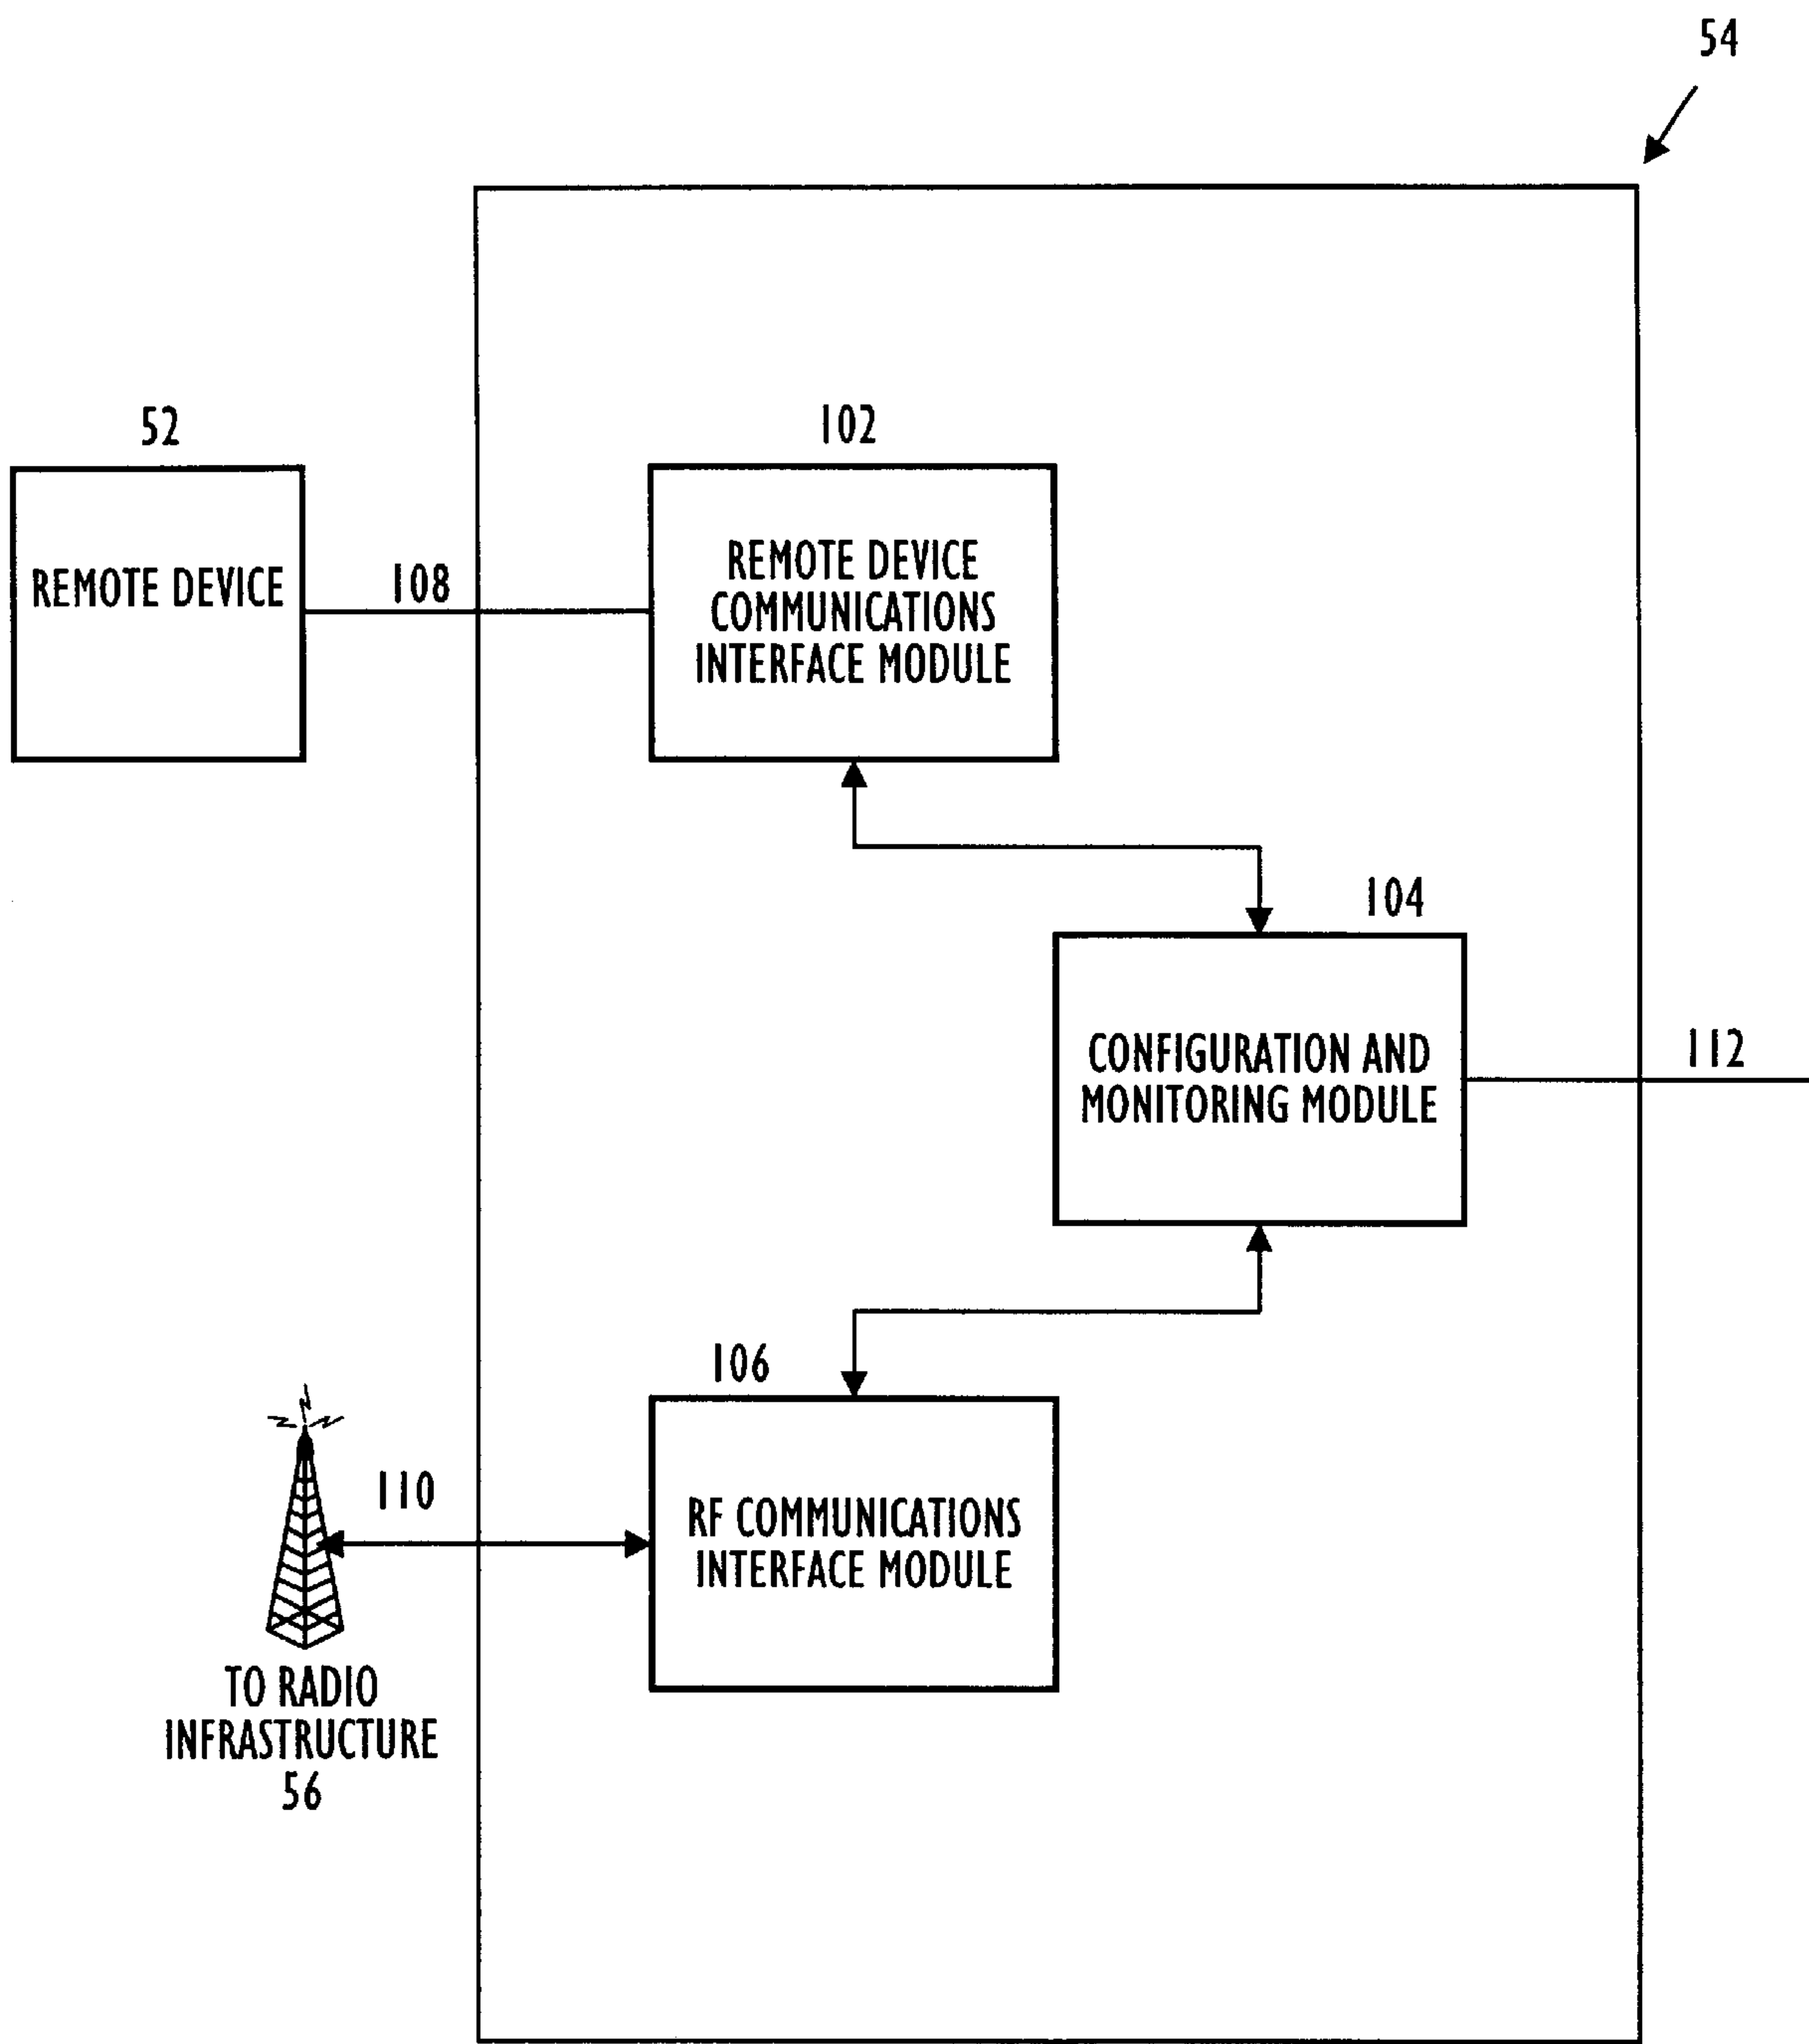 54
52
102
REMOTE DEVICE
108
REMOTE DEVICE
COMMUNICATIONS
INTERFACE MODULE
104
CONFIGURATION AND
MONITORING MODULE
112
106
110
RF COMMUNICATIONS
INTERFACE MODULE
TO RADIO
INFRASTRUCTURE
56